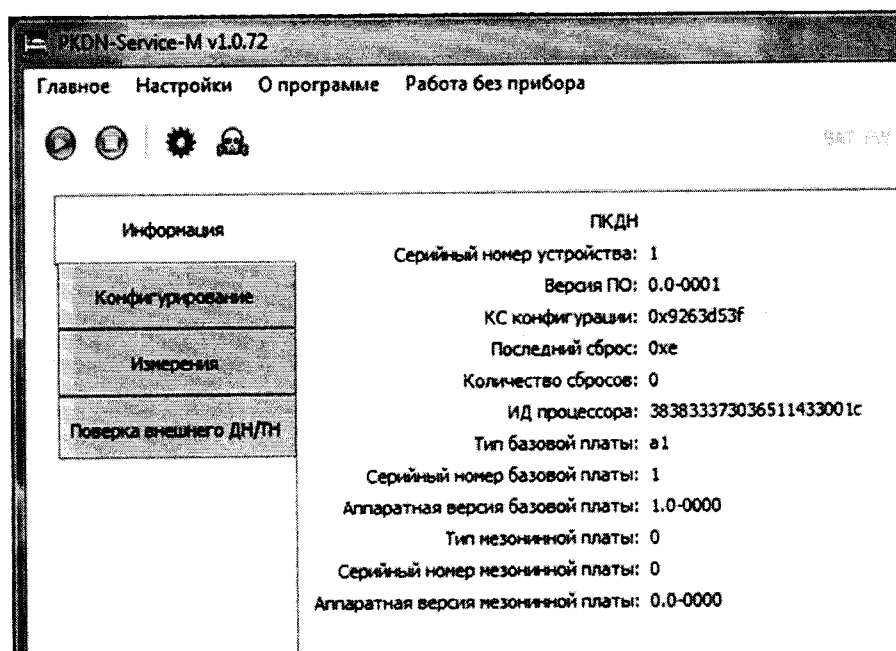 PKDN-Service-M v1.0.72
Главное Настройки О программе Работа без прибора
Информация
Конфигурирование
Измерения
Поверка внешнего ДН/ТН
ПКДН
Серийный номер устройства: 1
Версия ПО: 0.0-0001
КС конфигурации: 0x9263d53f
Последний сброс: 0xe
Количество сбросов: 0
ИД процессора: 383833373036511433001c
Тип базовой платы: a1
Серийный номер базовой платы: 1
Аппаратная версия базовой платы: 1.0-0000
Тип мезонинной платы: 0
Серийный номер мезонинной платы: 0
Аппаратная версия мезонинной платы: 0.0-0000